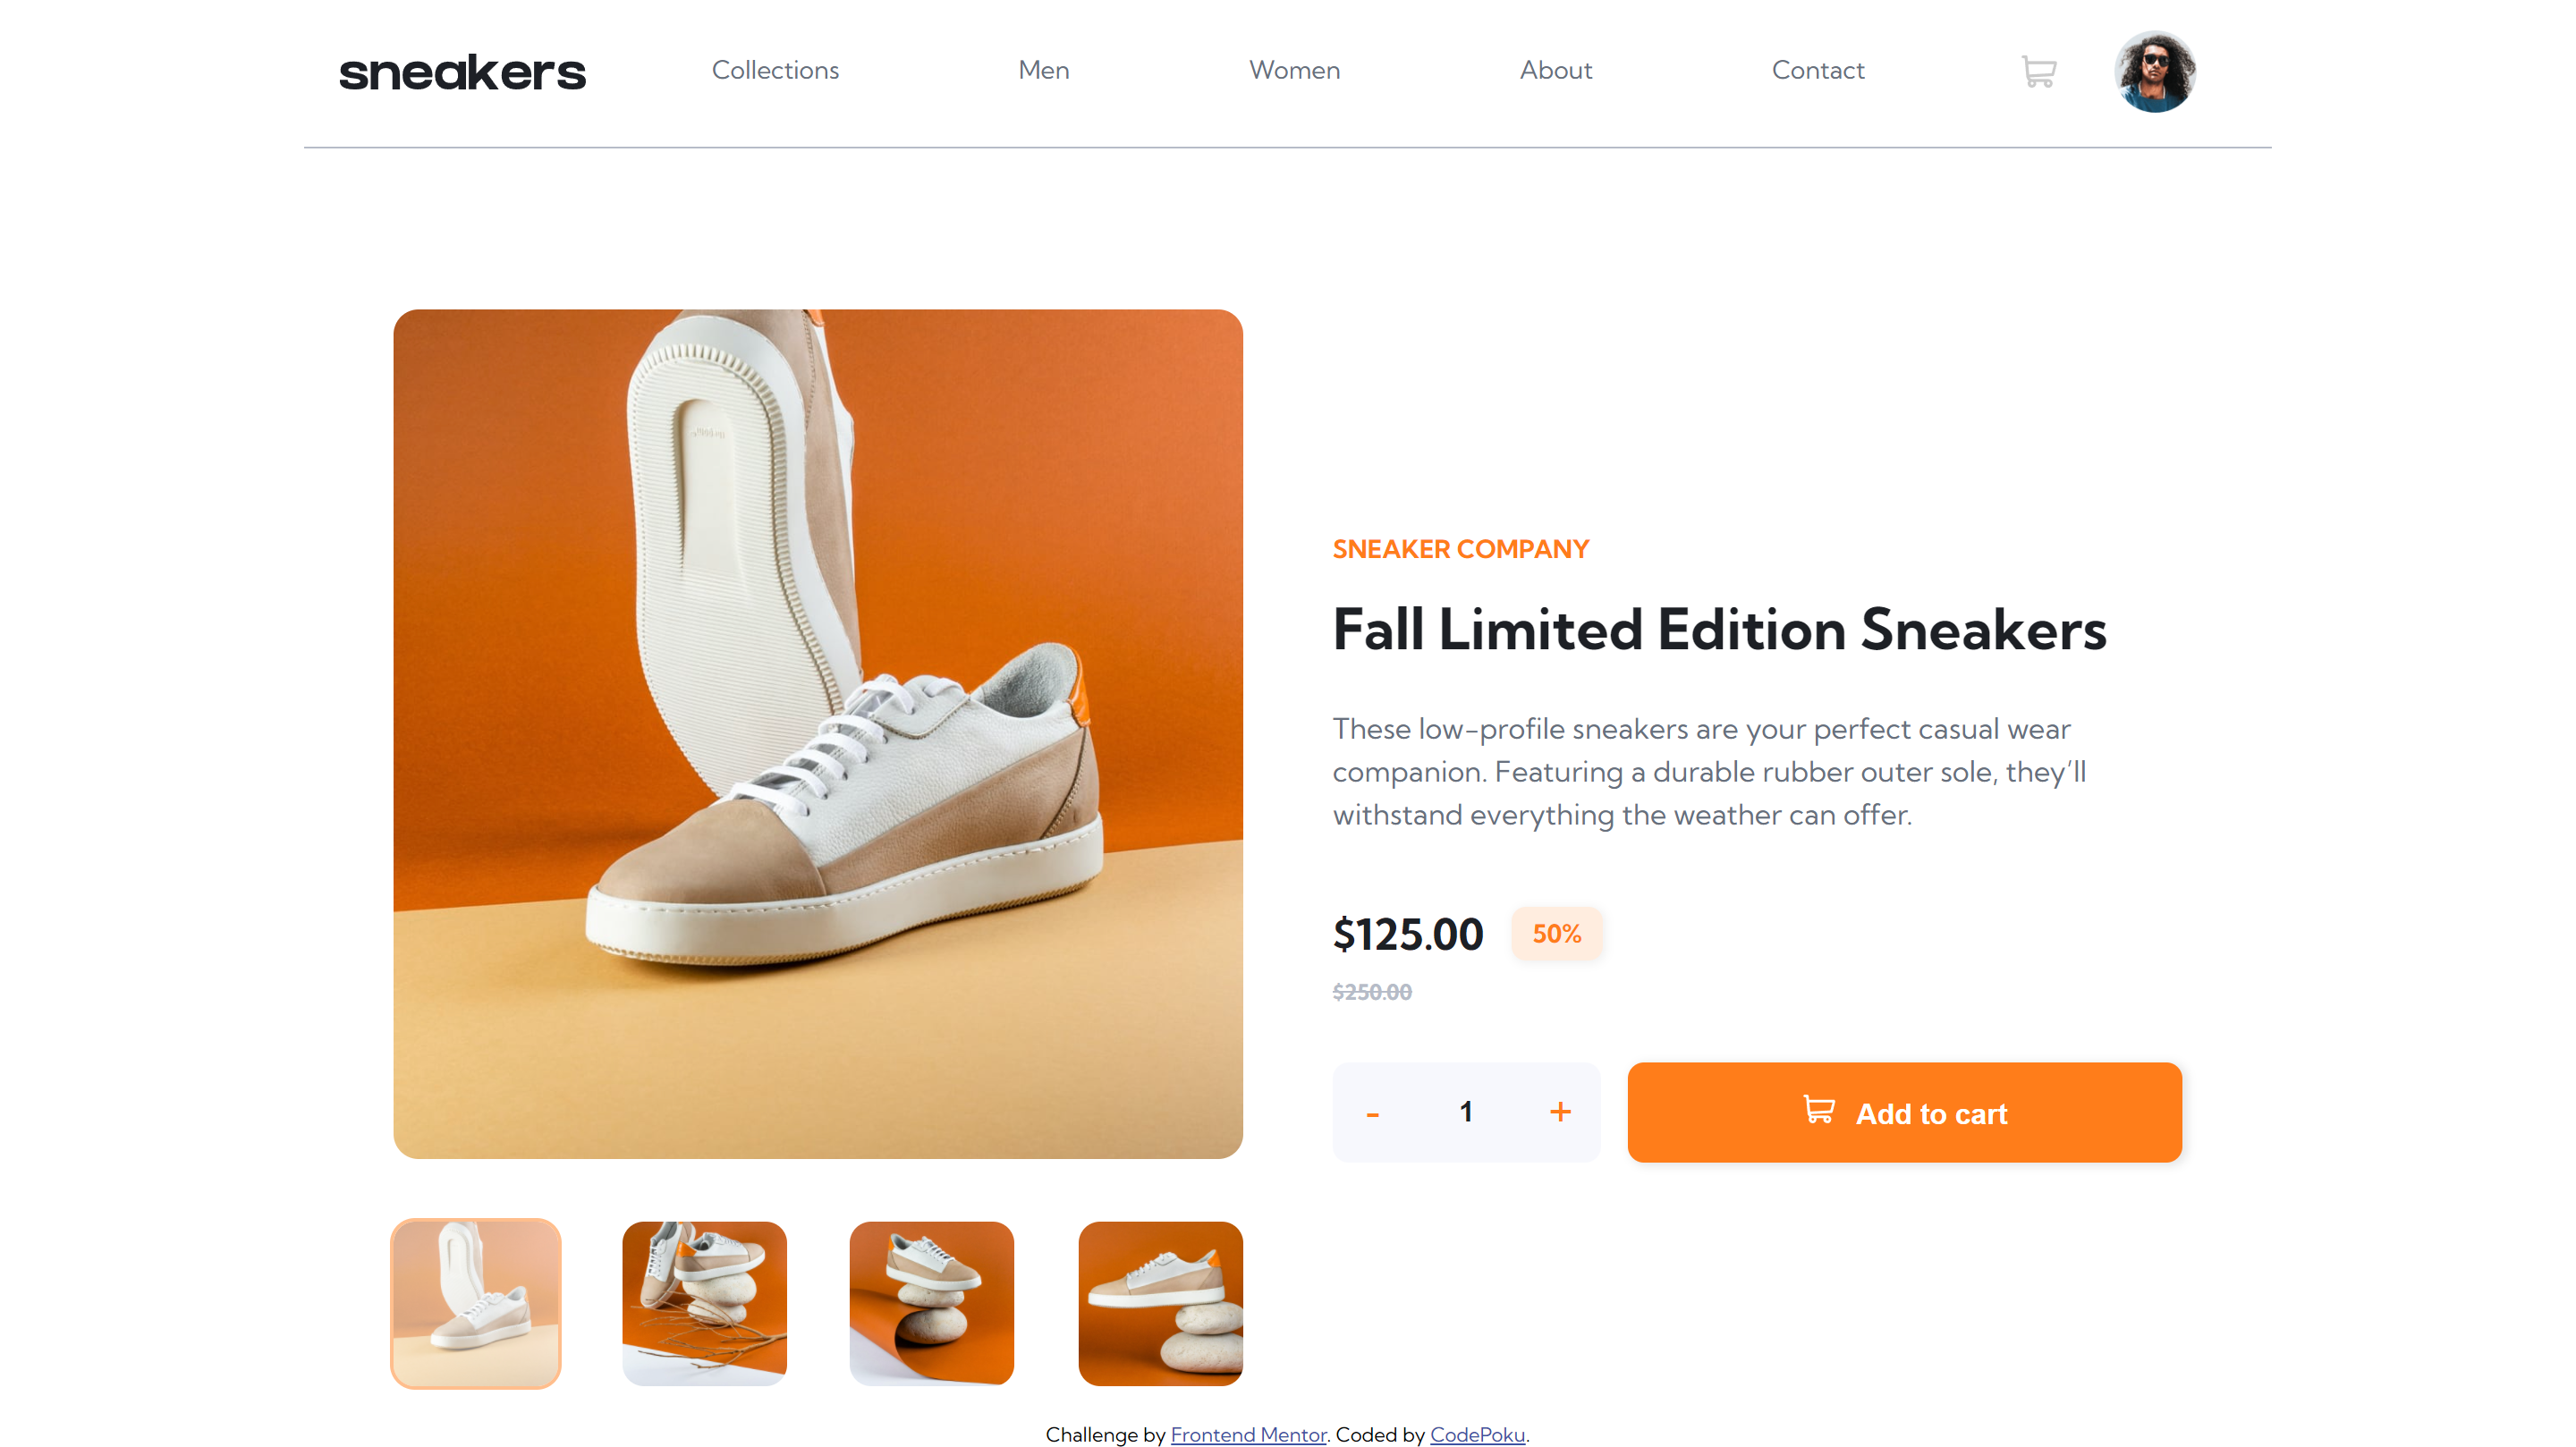 sneakers
Collections
Men
Women
About
Contact
SNEAKER COMPANY
Fall Limited Edition Sneakers
These low-profile sneakers are your perfect casual wear
companion. Featuring a durable rubber outer sole, they'll
withstand everything the weather can offer.
$125.00 50%
$250.00
- 1 +
Add to cart
Challenge by Frontend Mentor. Coded by CodePoku.